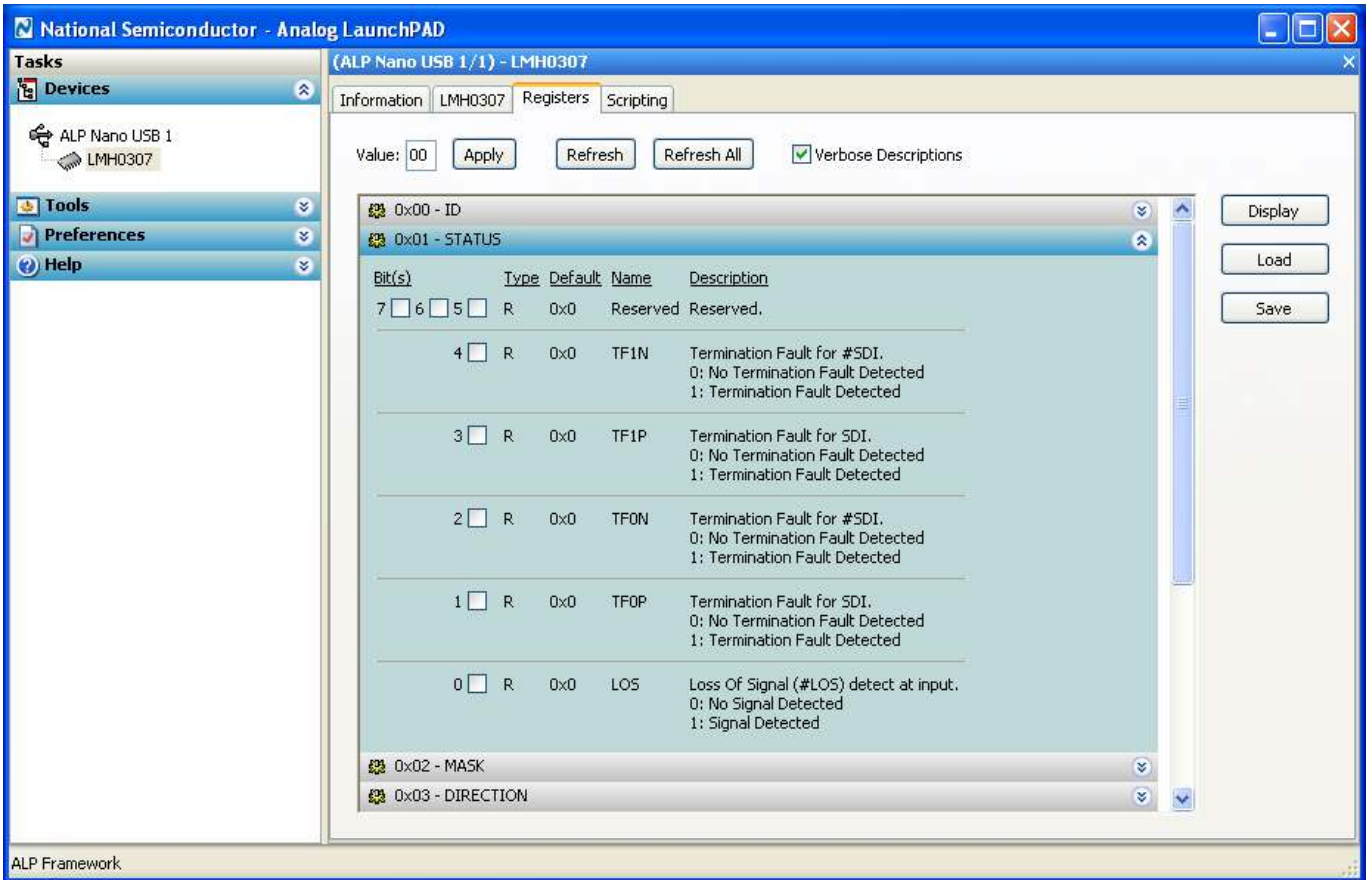 National Semiconductor - Analog LaunchPAD
Tasks
Devices
ALP Nano USB 1
LMH0307
Tools
Preferences
Help
(ALP Nano USB 1/1) - LMH0307
Information LMH0307 Registers Scripting
Value: 00 Apply Refresh Refresh All Verbose Descriptions
0x00 - ID
0x01 - STATUS
Bit(s) Type Default Name Description
7 6 5 R 0x0 Reserved Reserved.
4 R 0x0 TF1N Termination Fault for #SDI.
0: No Termination Fault Detected
1: Termination Fault Detected
3 R 0x0 TF1P Termination Fault for SDI.
0: No Termination Fault Detected
1: Termination Fault Detected
2 R 0x0 TF0N Termination Fault for #SDI.
0: No Termination Fault Detected
1: Termination Fault Detected
1 R 0x0 TF0P Termination Fault for SDI.
0: No Termination Fault Detected
1: Termination Fault Detected
0 R 0x0 LOS Loss Of Signal (#LOS) detect at input.
0: No Signal Detected
1: Signal Detected
0x02 - MASK
0x03 - DIRECTION
Display
Load
Save
ALP Framework